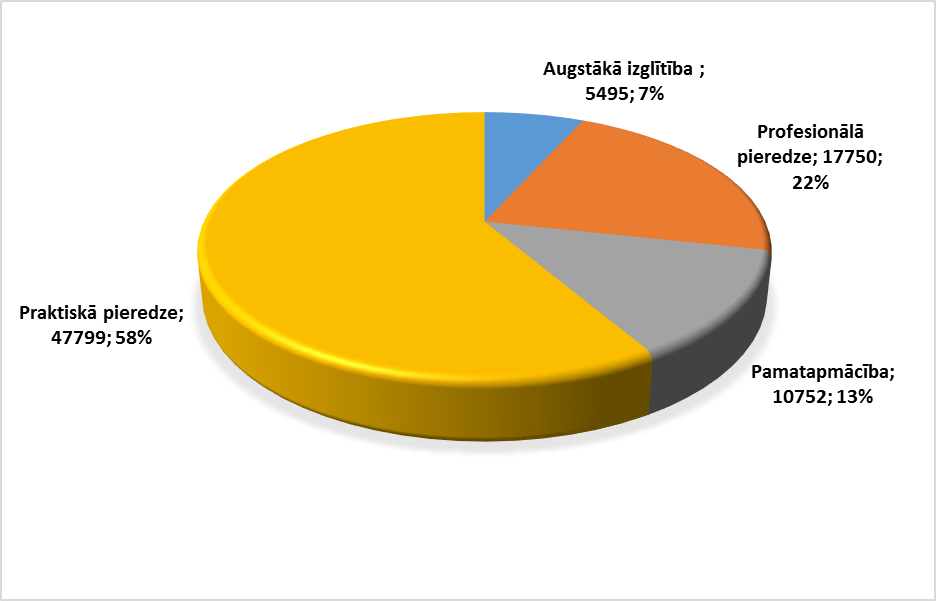 Augstākā izglītība ;
5495; 7%
Profesionālā
pieredze; 17750;
22%
Praktiskā pieredze;
47799; 58%
Pamatapmācība;
10752; 13%